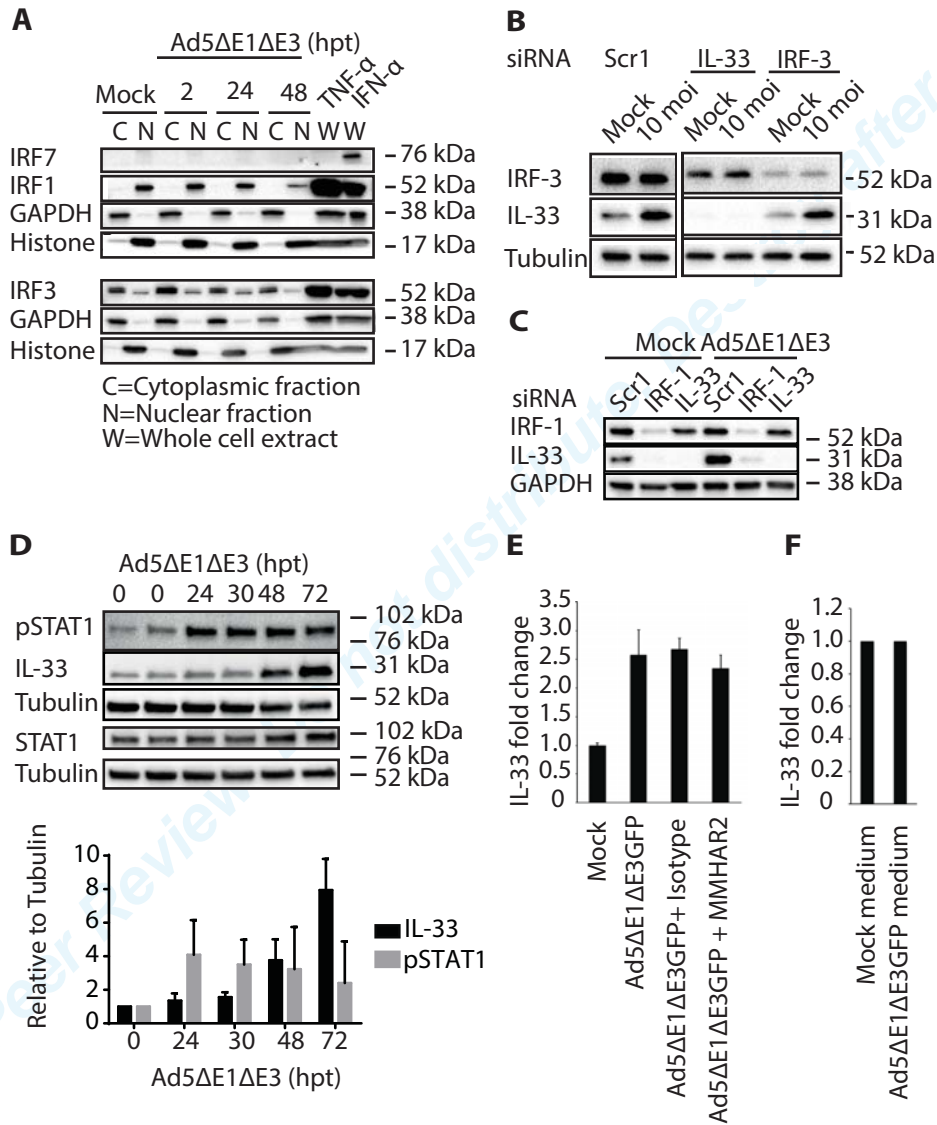 A
Ad5ΔE1ΔE3 (hpt)
Mock 2 24 48 TNF-α IFN-α
C N C N C N C N W W
IRF7 – 76 kDa
IRF1 – 52 kDa
GAPDH – 38 kDa
Histone – 17 kDa
IRF3 – 52 kDa
GAPDH – 38 kDa
Histone – 17 kDa
C=Cytoplasmic fraction
N=Nuclear fraction
W=Whole cell extract
B
siRNA Scr1 IL-33 IRF-3
Mock 10 moi Mock 10 moi Mock 10 moi
IRF-3 - 52 kDa
IL-33 - 31 kDa
Tubulin - 52 kDa
C
Mock Ad5ΔE1ΔE3
siRNA Scr1 IRF-1 IL-33 Scr1 IRF-1 IL-33
IRF-1 – 52 kDa
IL-33 – 31 kDa
GAPDH – 38 kDa
D
Ad5ΔE1ΔE3 (hpt)
0 0 24 30 48 72
pSTAT1 – 102 kDa
– 76 kDa
IL-33 – 31 kDa
Tubulin – 52 kDa
STAT1 – 102 kDa
– 76 kDa
Tubulin – 52 kDa
Relative to Tubulin
10
8
6
4
2
0
0 24 30 48 72
Ad5ΔE1ΔE3 (hpt)
IL-33
pSTAT1
E
IL-33 fold change
3.5
3.0
2.5
2.0
1.5
1.0
0.5
0
Mock
Ad5ΔE1ΔE3GFP
Ad5ΔE1ΔE3GFP+ Isotype
Ad5ΔE1ΔE3GFP + MMHAR2
F
IL-33 fold change
1.2
1.0
0.8
0.6
0.4
0.2
0
Mock medium
Ad5ΔE1ΔE3GFP medium